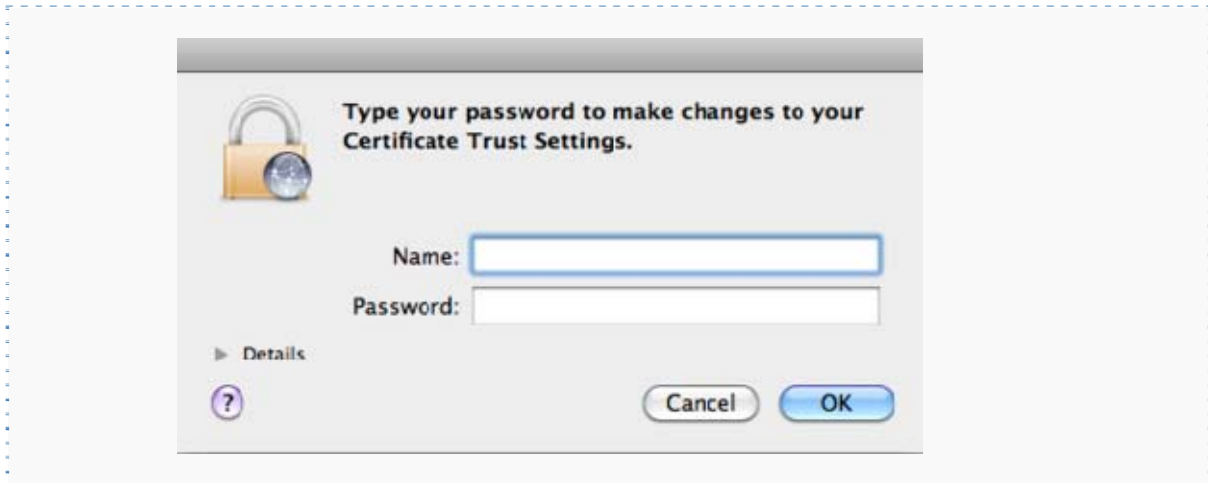 Type your password to make changes to your
Certificate Trust Settings.
Name:
Password:
Details
?
Cancel
OK